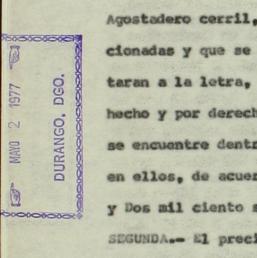 MAYO 2 1977
DURANGO, DGO.
Agostadero cerril,
cionadas y que se
taran a la letra,
hecho y por derech
se encuentre dentr
en ellos, de acuer
y Dos mil ciento s
SEGUNDA.- El preci